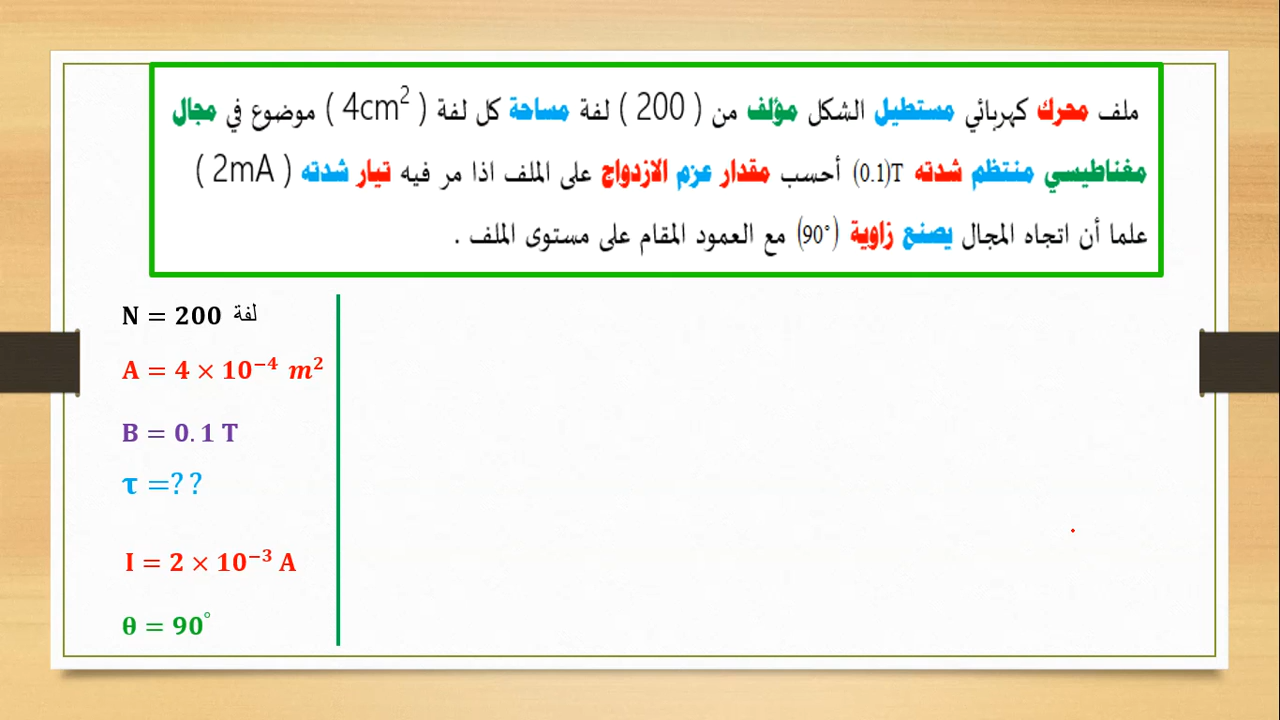 ملف محرك كهربائي مستطيل الشكل مؤلف من ( 200 ) لفة مساحة كل لفة ( 4cm² ) موضوع في مجال
مغناطيسي منتظم شدته (0.1)T أحسب مقدار عزم الازدواج على الملف اذا مر فيه تيار شدته ( 2mA )
علما أن اتجاه المجال يصنع زاوية (90°) مع العمود المقام على مستوى الملف .
N = 200 لفة
A = 4 × 10⁻⁴ m²
B = 0.1 T
τ =??
I = 2 × 10⁻³ A
θ = 90°